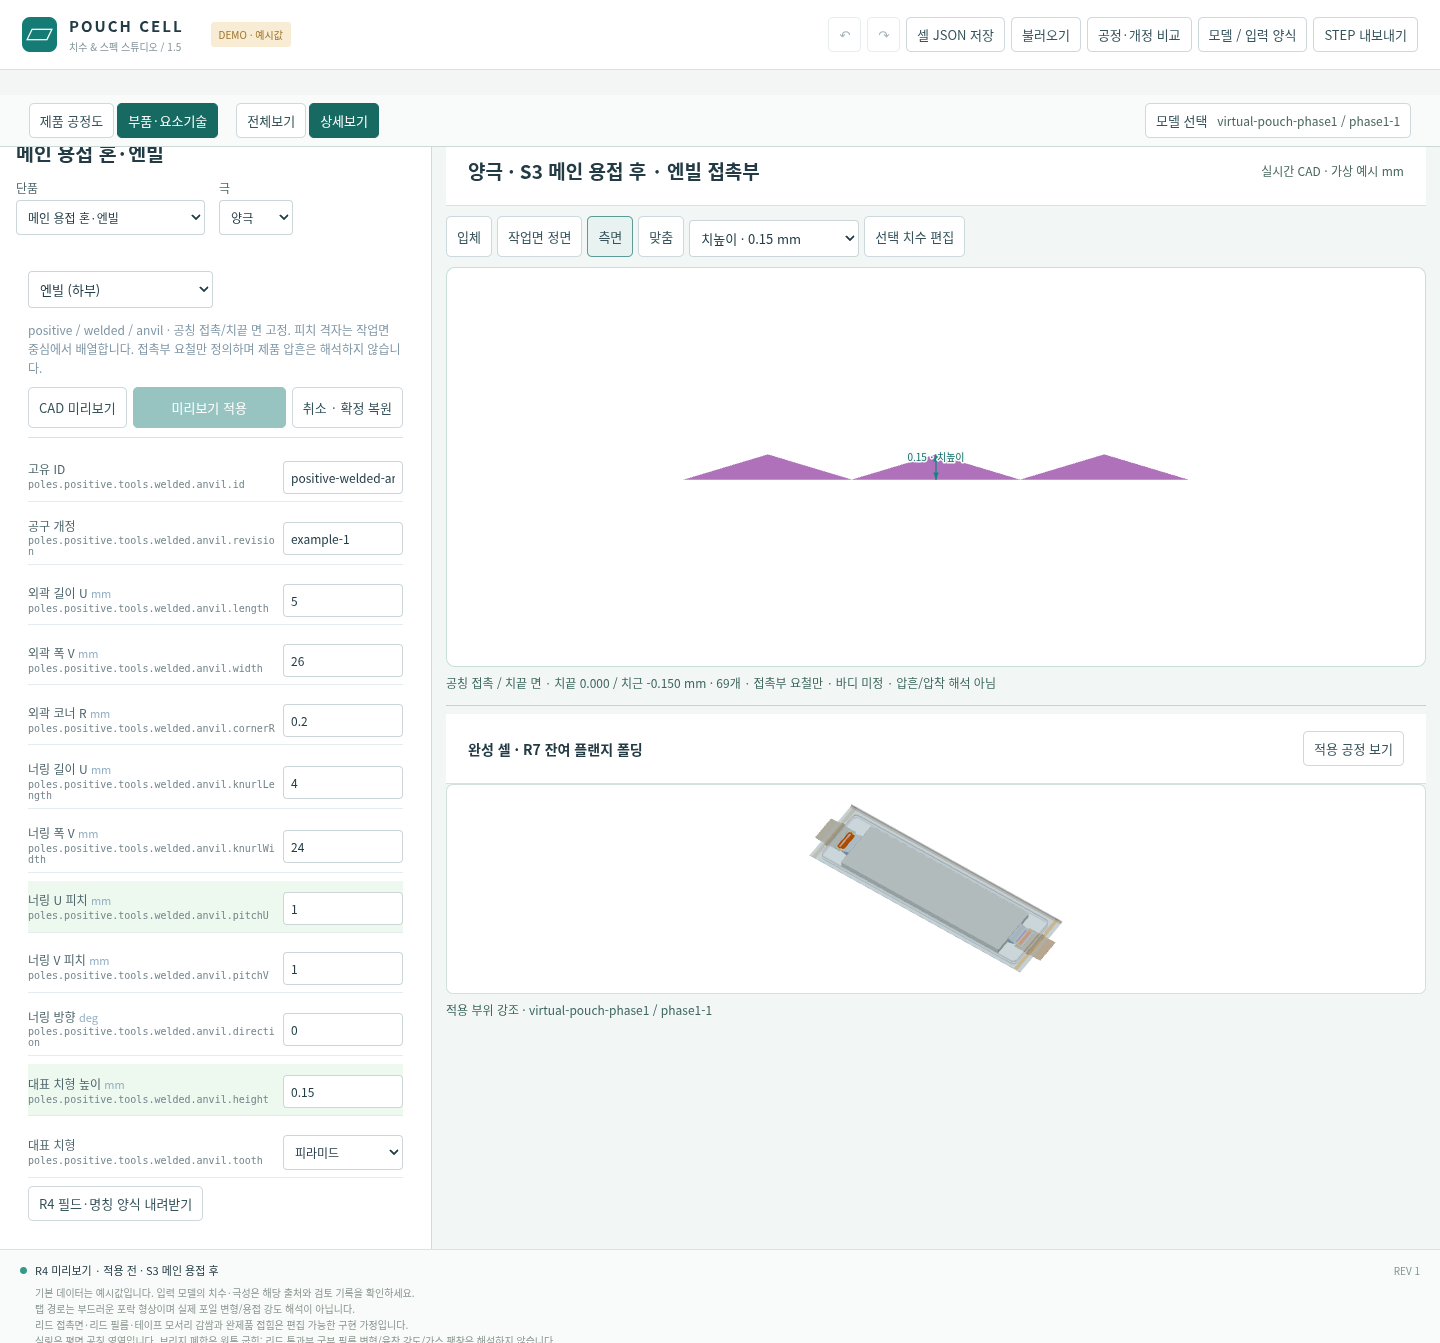 POUCH CELL
치수 & 스펙 스튜디오 / 1.5
DEMO · 예시값
↶
↷
셀 JSON 저장
불러오기
공정·개정 비교
모델 / 입력 양식
STEP 내보내기
제품 공정도
부품·요소기술
전체보기
상세보기
모델 선택 virtual-pouch-phase1 / phase1-1
메인 용접 혼·엔빌
단품
극
메인 용접 혼·엔빌
양극
엔빌 (하부)
positive / welded / anvil · 공칭 접촉/치끝 면 고정. 피치 격자는 작업면
중심에서 배열합니다. 접촉부 요철만 정의하며 제품 압흔은 해석하지 않습니
다.
CAD 미리보기
미리보기 적용
취소 · 확정 복원
고유 ID
poles.positive.tools.welded.anvil.id
positive-welded-an
공구 개정
poles.positive.tools.welded.anvil.revisio
n
example-1
외곽 길이 U mm
poles.positive.tools.welded.anvil.length
5
외곽 폭 V mm
poles.positive.tools.welded.anvil.width
26
외곽 코너 R mm
poles.positive.tools.welded.anvil.cornerR
0.2
너링 길이 U mm
poles.positive.tools.welded.anvil.knurlLe
ngth
4
너링 폭 V mm
poles.positive.tools.welded.anvil.knurlWi
dth
24
너링 U 피치 mm
poles.positive.tools.welded.anvil.pitchU
1
너링 V 피치 mm
poles.positive.tools.welded.anvil.pitchV
1
너링 방향 deg
poles.positive.tools.welded.anvil.directi
on
0
대표 치형 높이 mm
poles.positive.tools.welded.anvil.height
0.15
대표 치형
poles.positive.tools.welded.anvil.tooth
피라미드
R4 필드·명칭 양식 내려받기
양극 · S3 메인 용접 후 · 엔빌 접촉부
실시간 CAD · 가상 예시 mm
입체
작업면 정면
측면
맞춤
치높이 · 0.15 mm
선택 치수 편집
0.15 · 치높이
공칭 접촉 / 치끝 면 · 치끝 0.000 / 치근 -0.150 mm · 69개 · 접촉부 요철만 · 바디 미정 · 압흔/압착 해석 아님
완성 셀 · R7 잔여 플랜지 폴딩
적용 공정 보기
적용 부위 강조 · virtual-pouch-phase1 / phase1-1
R4 미리보기 · 적용 전 · S3 메인 용접 후
REV 1
기본 데이터는 예시값입니다. 입력 모델의 치수·극성은 해당 출처와 검토 기록을 확인하세요.
탭 경로는 부드러운 포락 형상이며 실제 포일 변형/용접 강도 해석이 아닙니다.
리드 접촉면·리드 필름·테이프 모서리 감쌈과 완제품 접힘은 편집 가능한 구현 가정입니다.